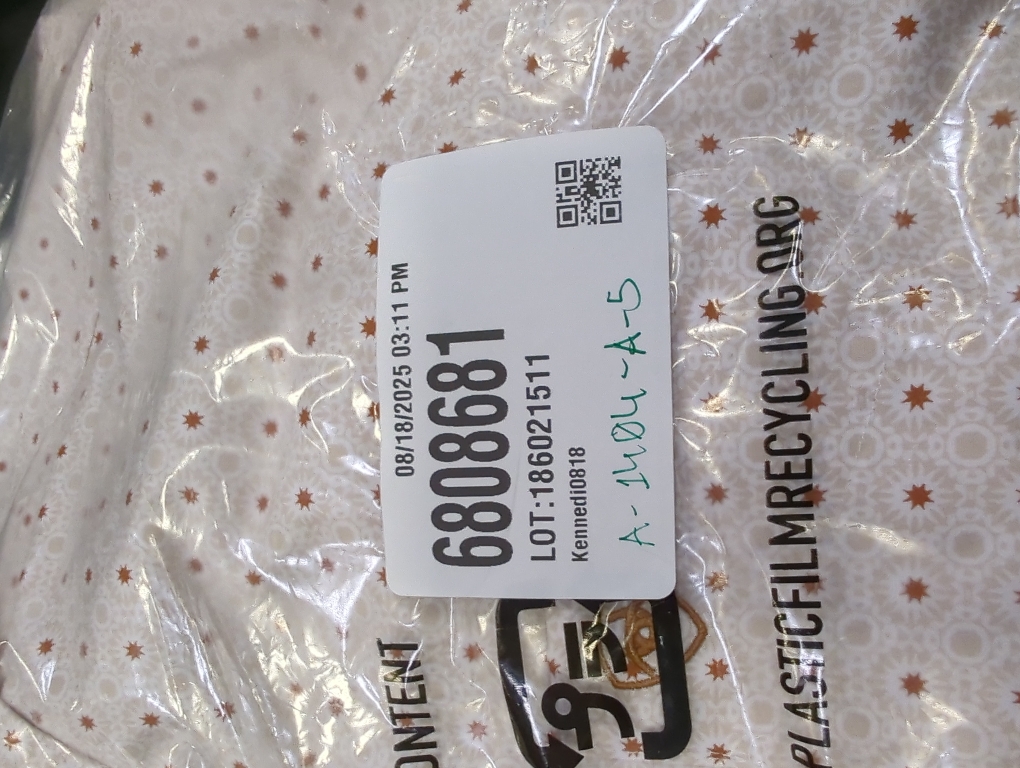 08/18/2025 03:11 PM
6808681
LOT:186021511
Kennedi0818
A-1404-A-5
ONTENT
PLASTICFILMRECYCLING.ORG